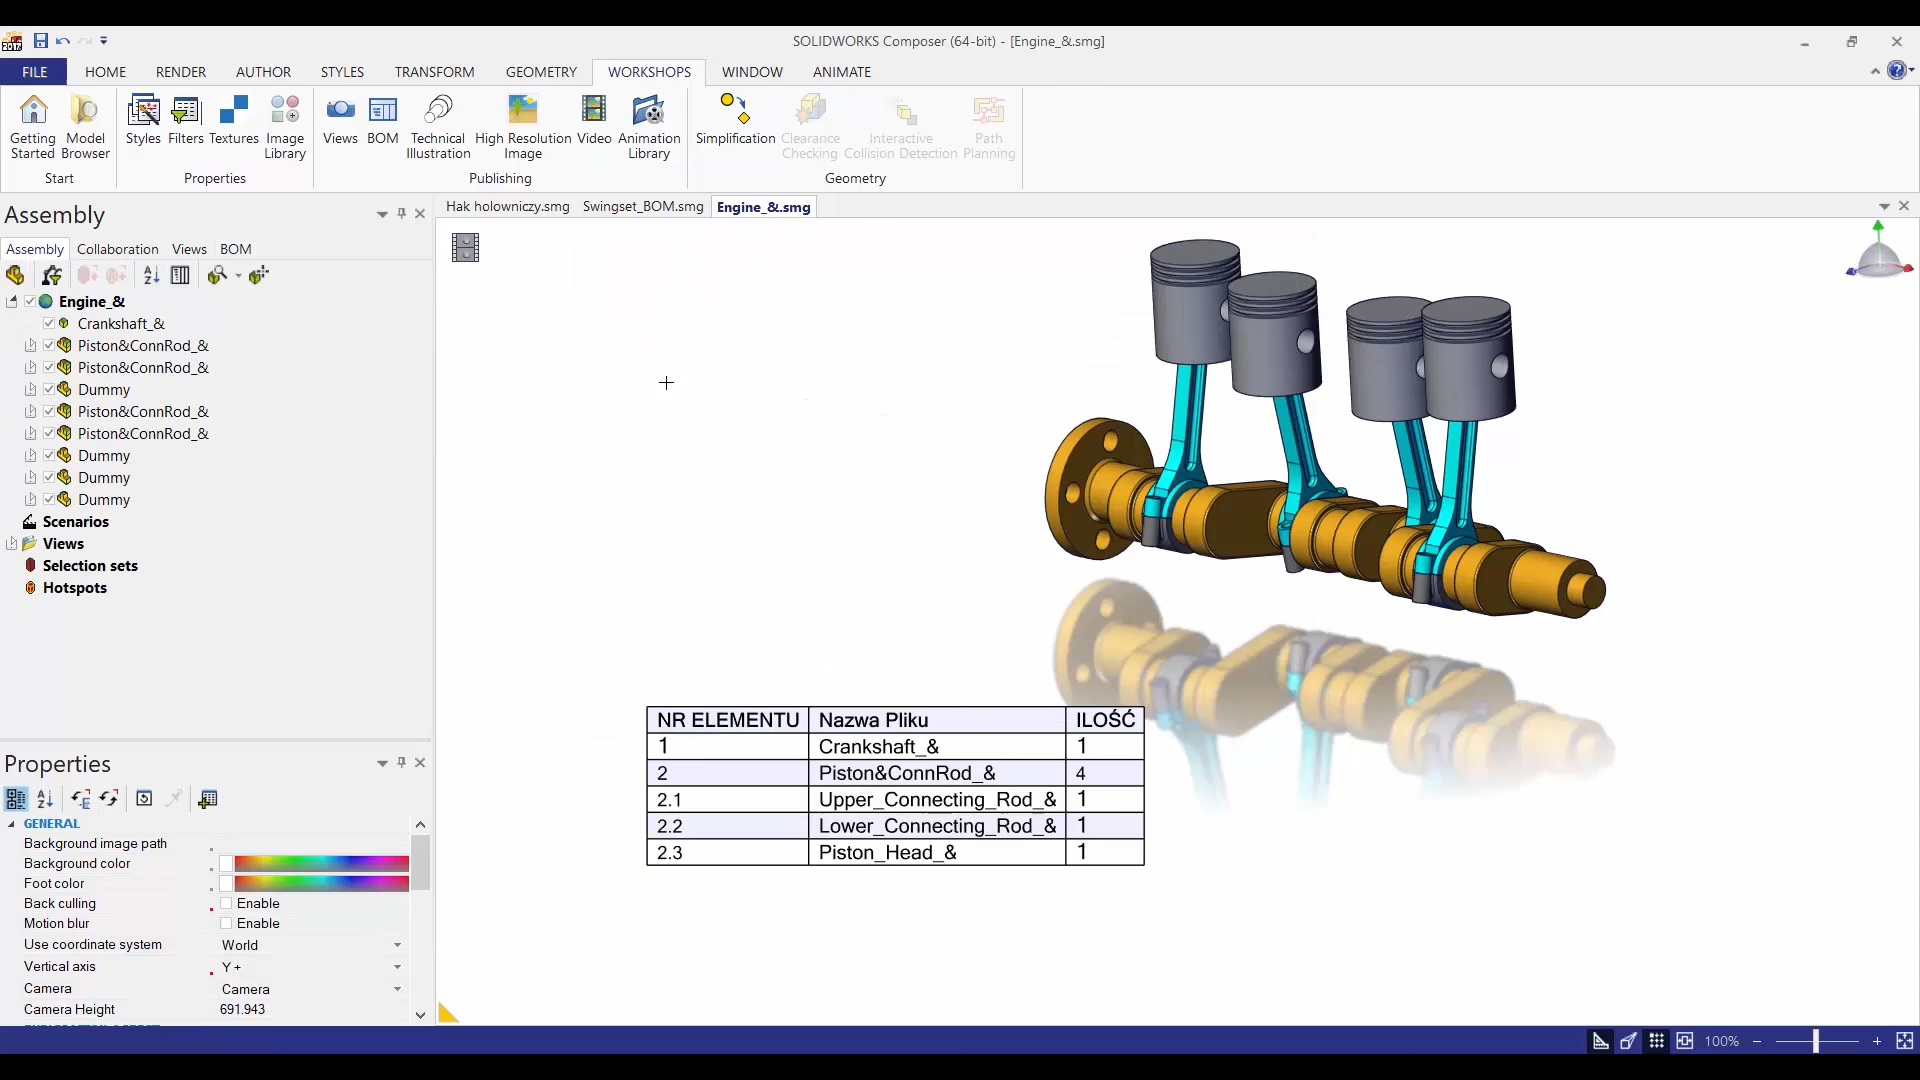 SOLIDWORKS Composer (64-bit) - [Engine_&.smg]
FILE HOME RENDER AUTHOR STYLES TRANSFORM GEOMETRY WORKSHOPS WINDOW ANIMATE
Getting Started
Model Browser
Styles
Filters
Textures
Image Library
Views
BOM
Technical Illustration
High Resolution Image
Video
Animation Library
Simplification
Clearance Checking
Interactive Collision Detection
Path Planning
Start
Properties
Publishing
Geometry
Assembly
Hak holowniczy.smg Swingset_BOM.smg Engine_&.smg
Assembly Collaboration Views BOM
Engine_&
Crankshaft_&
Piston&ConnRod_&
Piston&ConnRod_&
Dummy
Piston&ConnRod_&
Piston&ConnRod_&
Dummy
Dummy
Dummy
Scenarios
Views
Selection sets
Hotspots
NR ELEMENTU Nazwa Pliku ILOŚĆ
1 Crankshaft_& 1
2 Piston&ConnRod_& 4
2.1 Upper_Connecting_Rod_& 1
2.2 Lower_Connecting_Rod_& 1
2.3 Piston_Head_& 1
Properties
GENERAL
Background image path
Background color
Foot color
Back culling Enable
Motion blur Enable
Use coordinate system World
Vertical axis Y +
Camera Camera
Camera Height 691.943
100%